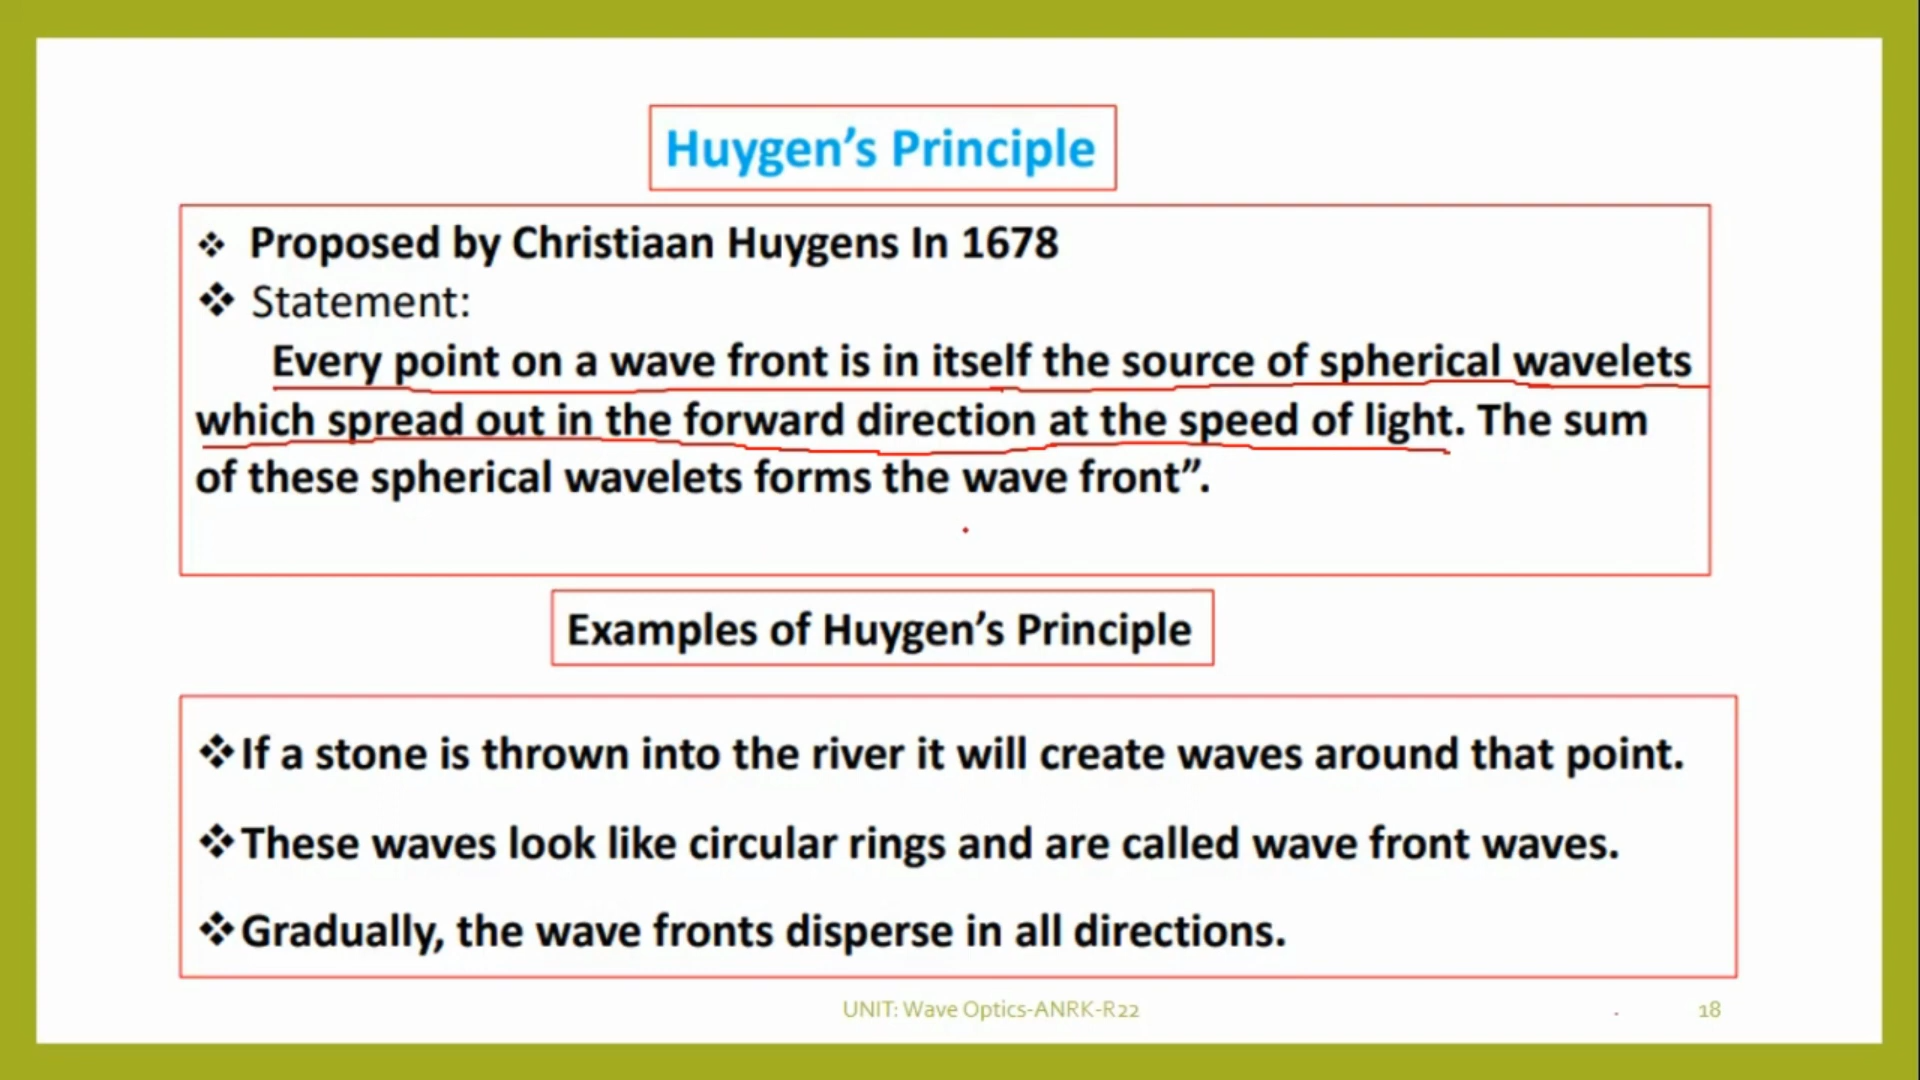 Huygen’s Principle
❖ Proposed by Christiaan Huygens In 1678
❖ Statement:
Every point on a wave front is in itself the source of spherical wavelets
which spread out in the forward direction at the speed of light. The sum
of these spherical wavelets forms the wave front”.
Examples of Huygen’s Principle
❖If a stone is thrown into the river it will create waves around that point.
❖These waves look like circular rings and are called wave front waves.
❖Gradually, the wave fronts disperse in all directions.
UNIT: Wave Optics-ANRK-R22
18